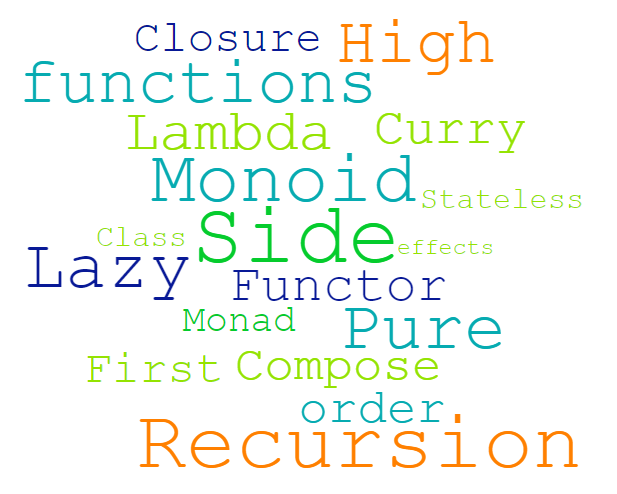 Closure High
functions
Lambda Curry
Monoid
Stateless
Side
Class
effects
Lazy
Functor
Monad
Pure
First Compose
order
Recursion